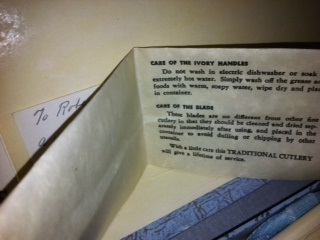 CARE OF THE IVORY HANDLES
Do not wash in electric dishwasher or soak
extremely hot water. Simply wash off the grease a
foods with warm, soapy water, wipe dry and plac
in container.
CARE OF THE BLADE
These blades are no different from other fine
cutlery in that they should be cleaned and dried sep-
arately immediately after using, and placed in the
container to avoid dulling or chipping by other
utensils.
With a little care this TRADITIONAL CUTLERY
will give a lifetime of service.
To Rob